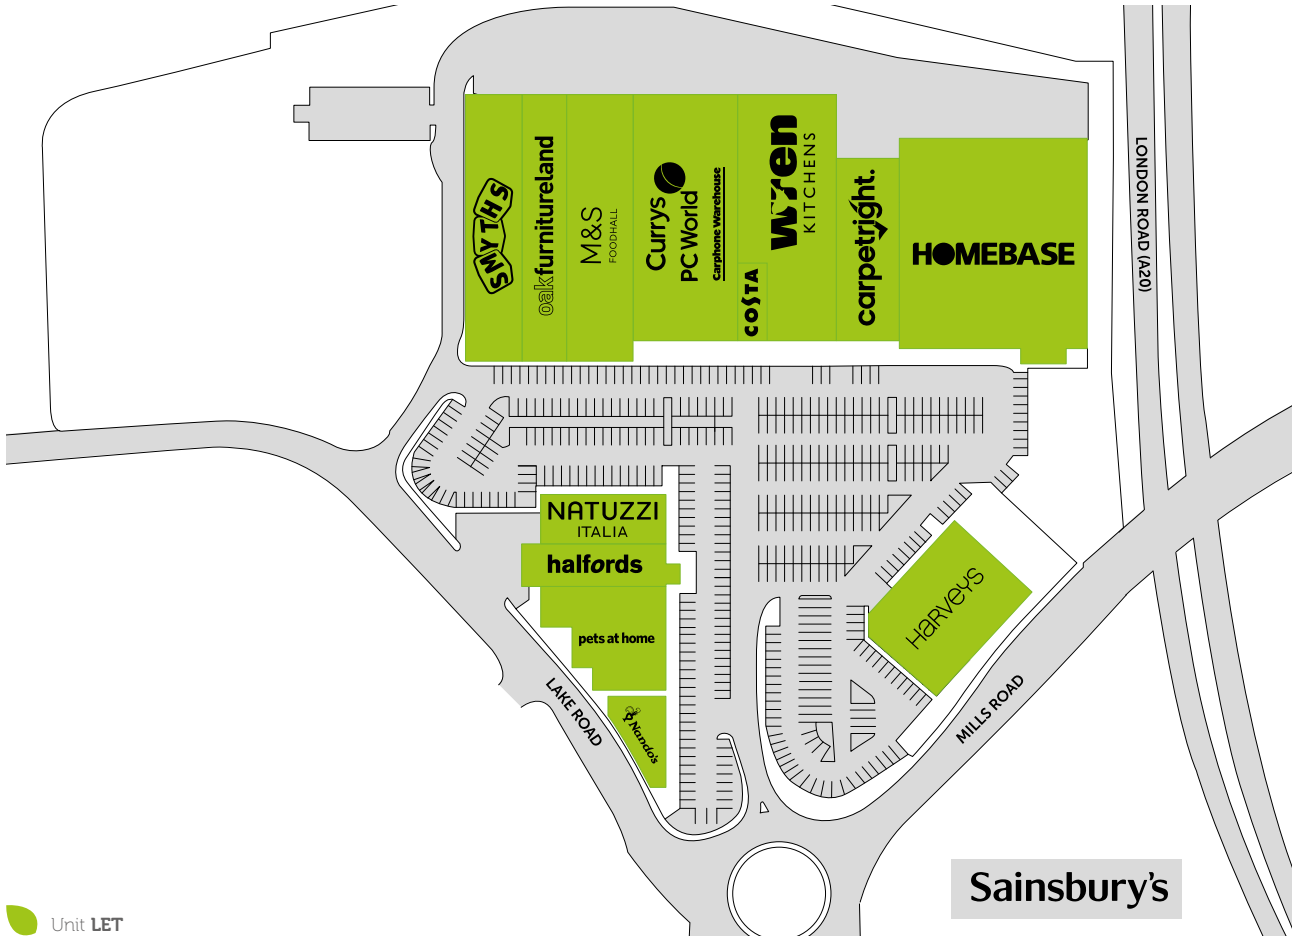 SMYTHS
oakfurnitureland
M&S
FOODHALL
Currys
PC World
Carphone Warehouse
COSTA
wren
KITCHENS
carpetright.
HOMEBASE
LONDON ROAD (A20)
NATUZZI
ITALIA
halfords
pets at home
Nando's
HARVEYS
LAKE ROAD
MILLS ROAD
Sainsbury's
Unit LET